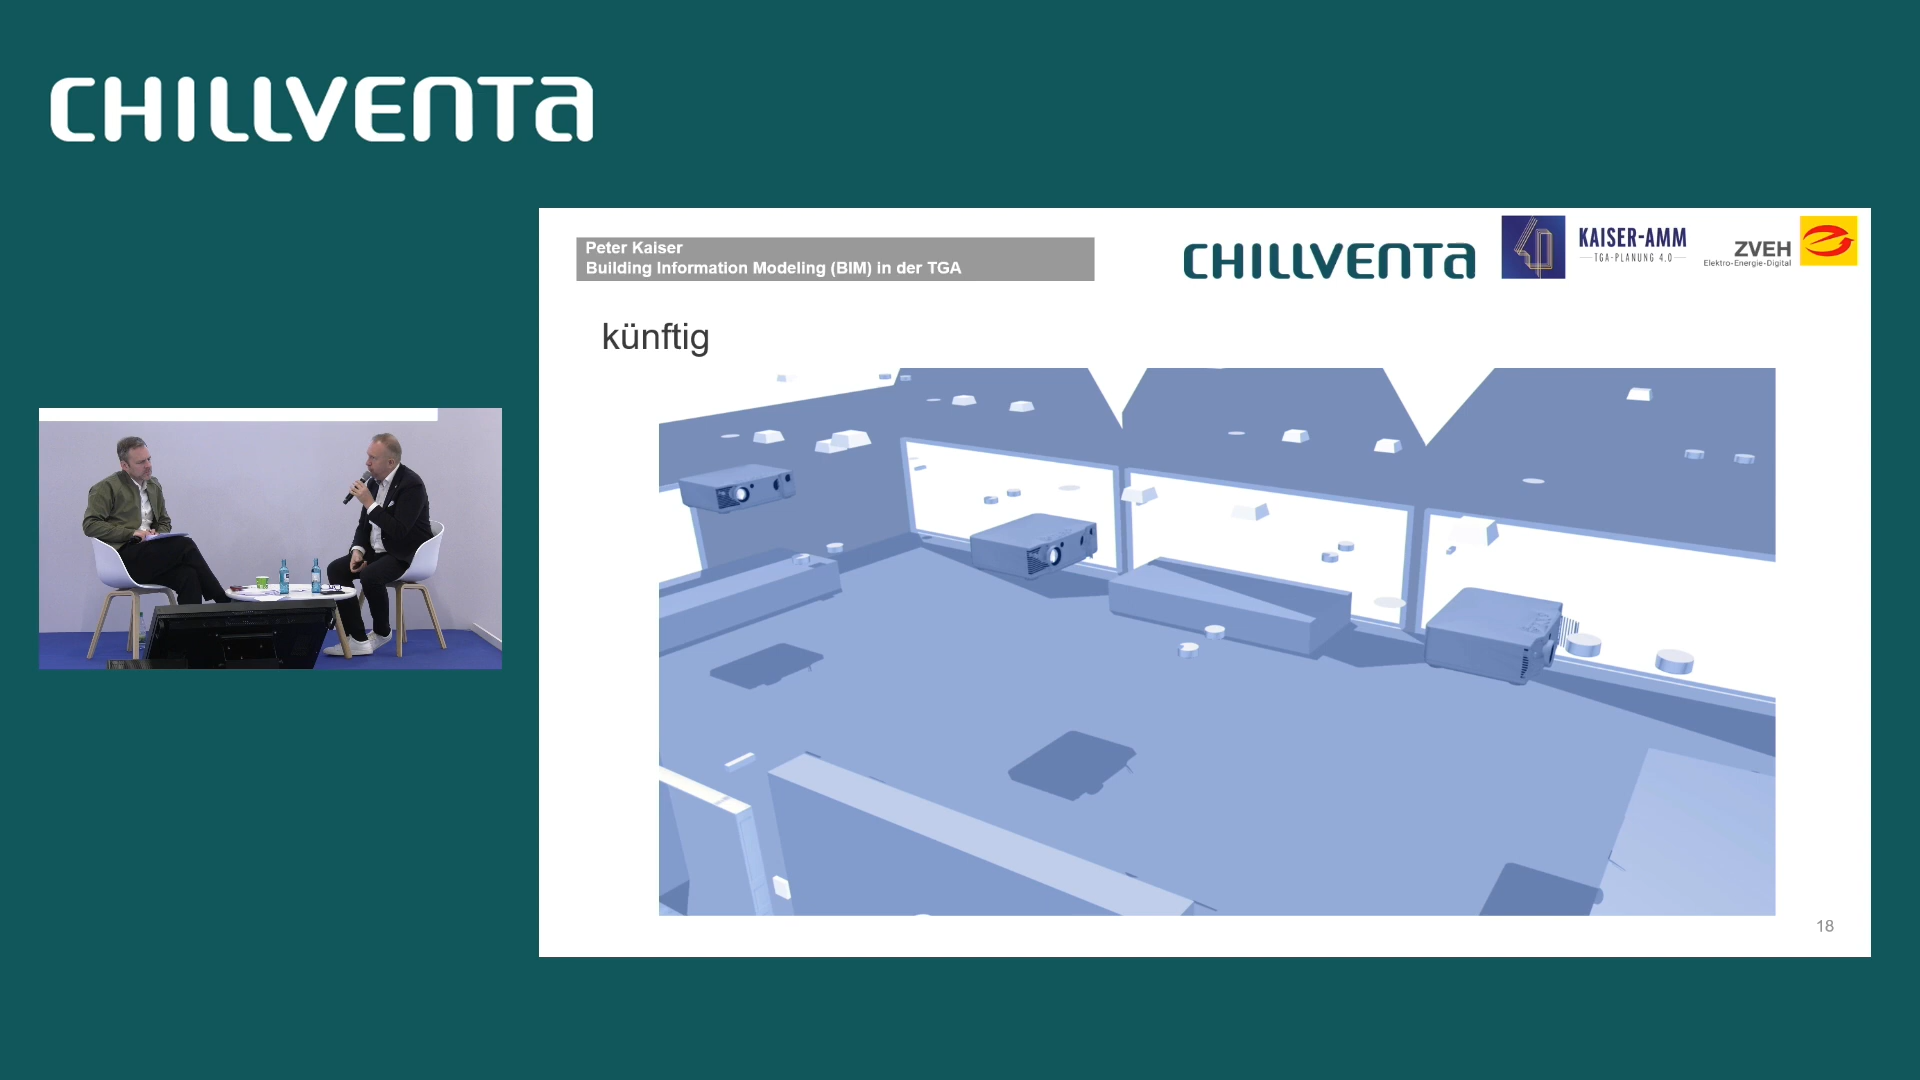 CHILLVENTA
Peter Kaiser
Building Information Modeling (BIM) in der TGA
CHILLVENTA
4D
KAISER-AMM
TGA-PLANUNG 4.0
ZVEH
Elektro-Energie-Digital
künftig
18